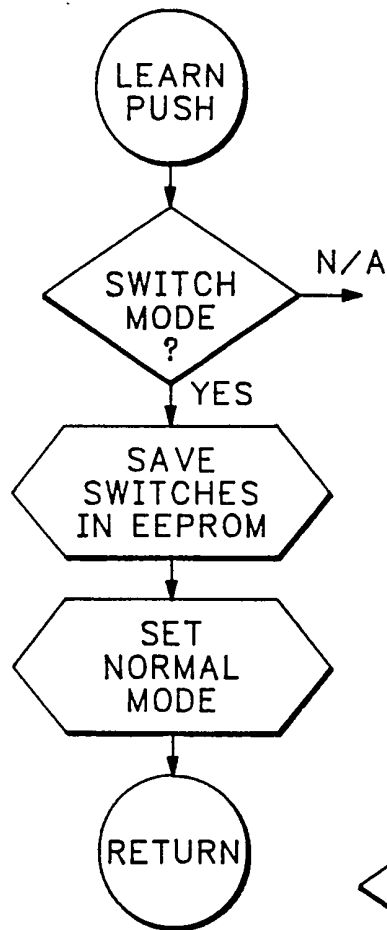 LEARN
PUSH
SWITCH
MODE
?
N/A
YES
SAVE
SWITCHES
IN EEPROM
SET
NORMAL
MODE
RETURN